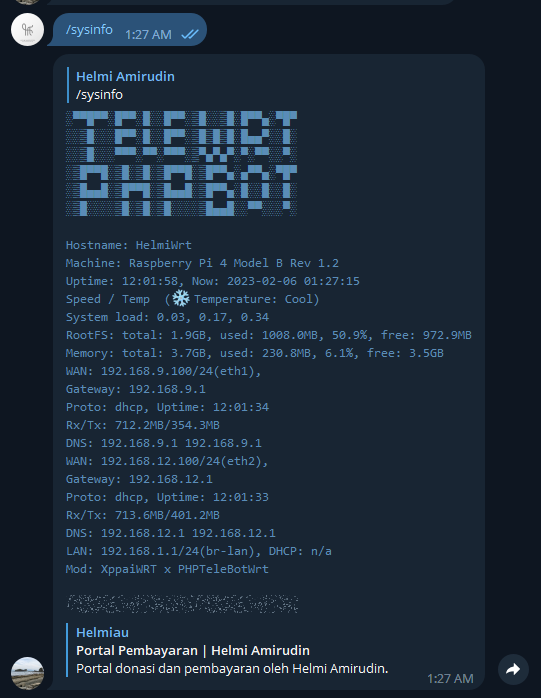 /sysinfo
1:27 AM
Helmi Amirudin
/sysinfo
Hostname: HelmiWrt
Machine: Raspberry Pi 4 Model B Rev 1.2
Uptime: 12:01:58, Now: 2023-02-06 01:27:15
Speed / Temp (❄️ Temperature: Cool)
System load: 0.03, 0.17, 0.34
RootFS: total: 1.9GB, used: 1008.0MB, 50.9%, free: 972.9MB
Memory: total: 3.7GB, used: 230.8MB, 6.1%, free: 3.5GB
WAN: 192.168.9.100/24(eth1),
Gateway: 192.168.9.1
Proto: dhcp, Uptime: 12:01:34
Rx/Tx: 712.2MB/354.3MB
DNS: 192.168.9.1 192.168.9.1
WAN: 192.168.12.100/24(eth2),
Gateway: 192.168.12.1
Proto: dhcp, Uptime: 12:01:33
Rx/Tx: 713.6MB/401.2MB
DNS: 192.168.12.1 192.168.12.1
LAN: 192.168.1.1/24(br-lan), DHCP: n/a
Mod: XppaiWRT x PHPTeleBotWrt
Helmiau
Portal Pembayaran | Helmi Amirudin
Portal donasi dan pembayaran oleh Helmi Amirudin.
1:27 AM